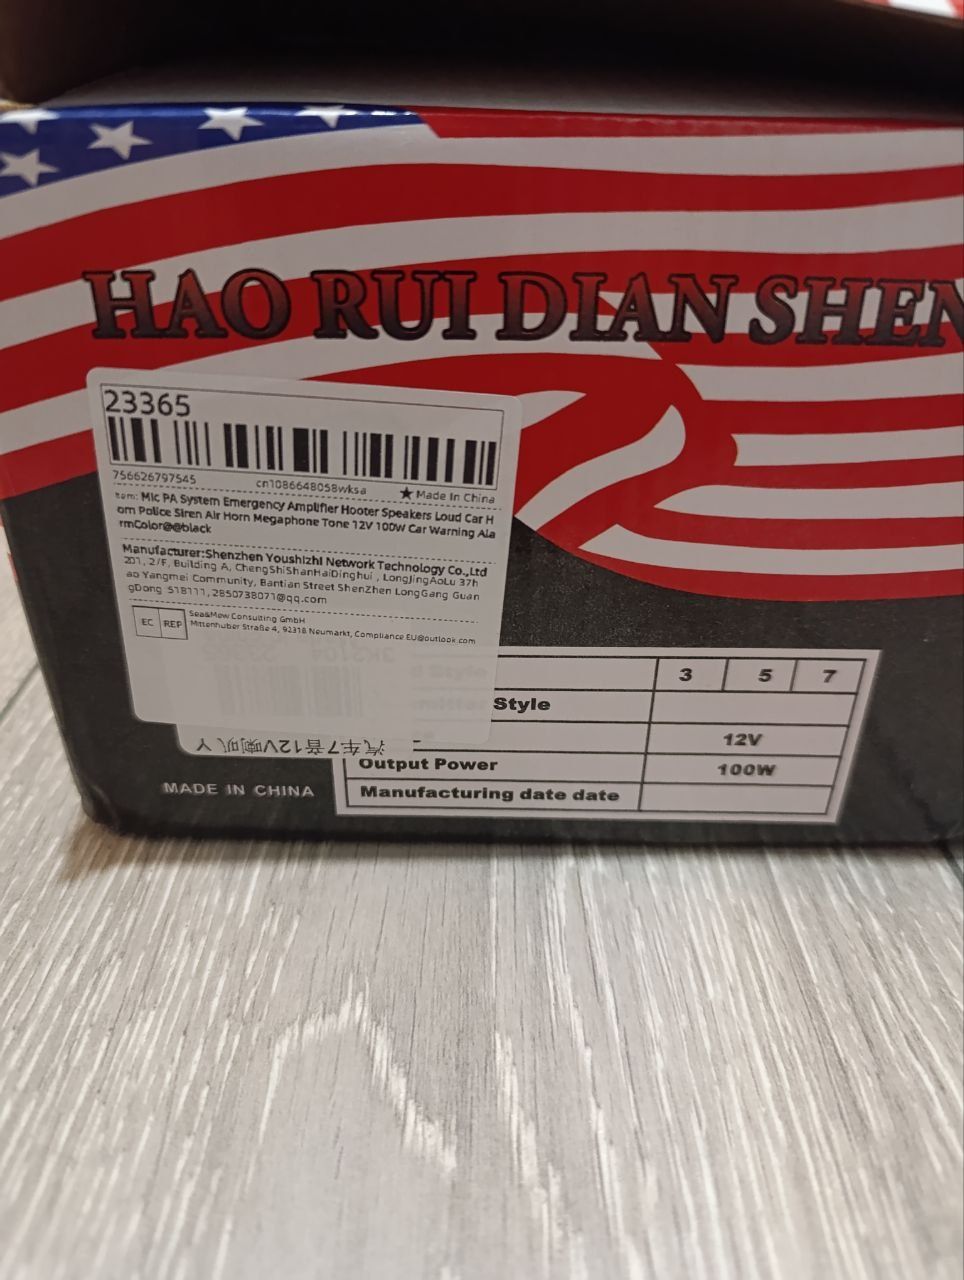 HAO RUI DIAN SHEN
23365
756626797545 cn1086648058wksa ★ Made In China
Item: Mic PA System Emergency Amplifier Hooter Speakers Loud Car H
orn Police Siren Air Horn Megaphone Tone 12V 100W Car Warning Ala
rmColor@@black
Manufacturer:Shenzhen Youshizhi Network Technology Co.,Ltd
201, 2/F, Building A, ChengShiShanHaiDinghui , LongJingAoLu 37h
ao Yangmei Community, Bantian Street ShenZhen LongGang Guan
gDong 518111, 2850738071@qq.com
EC REP
Sea&Mew Consulting GmbH
Mittenhuber Straße 4, 92318 Neumarkt, Compliance EU@outlook.com
3 5 7
Style
12V
汽车7音12V喇叭 丫
Output Power 100W
Manufacturing date date
MADE IN CHINA